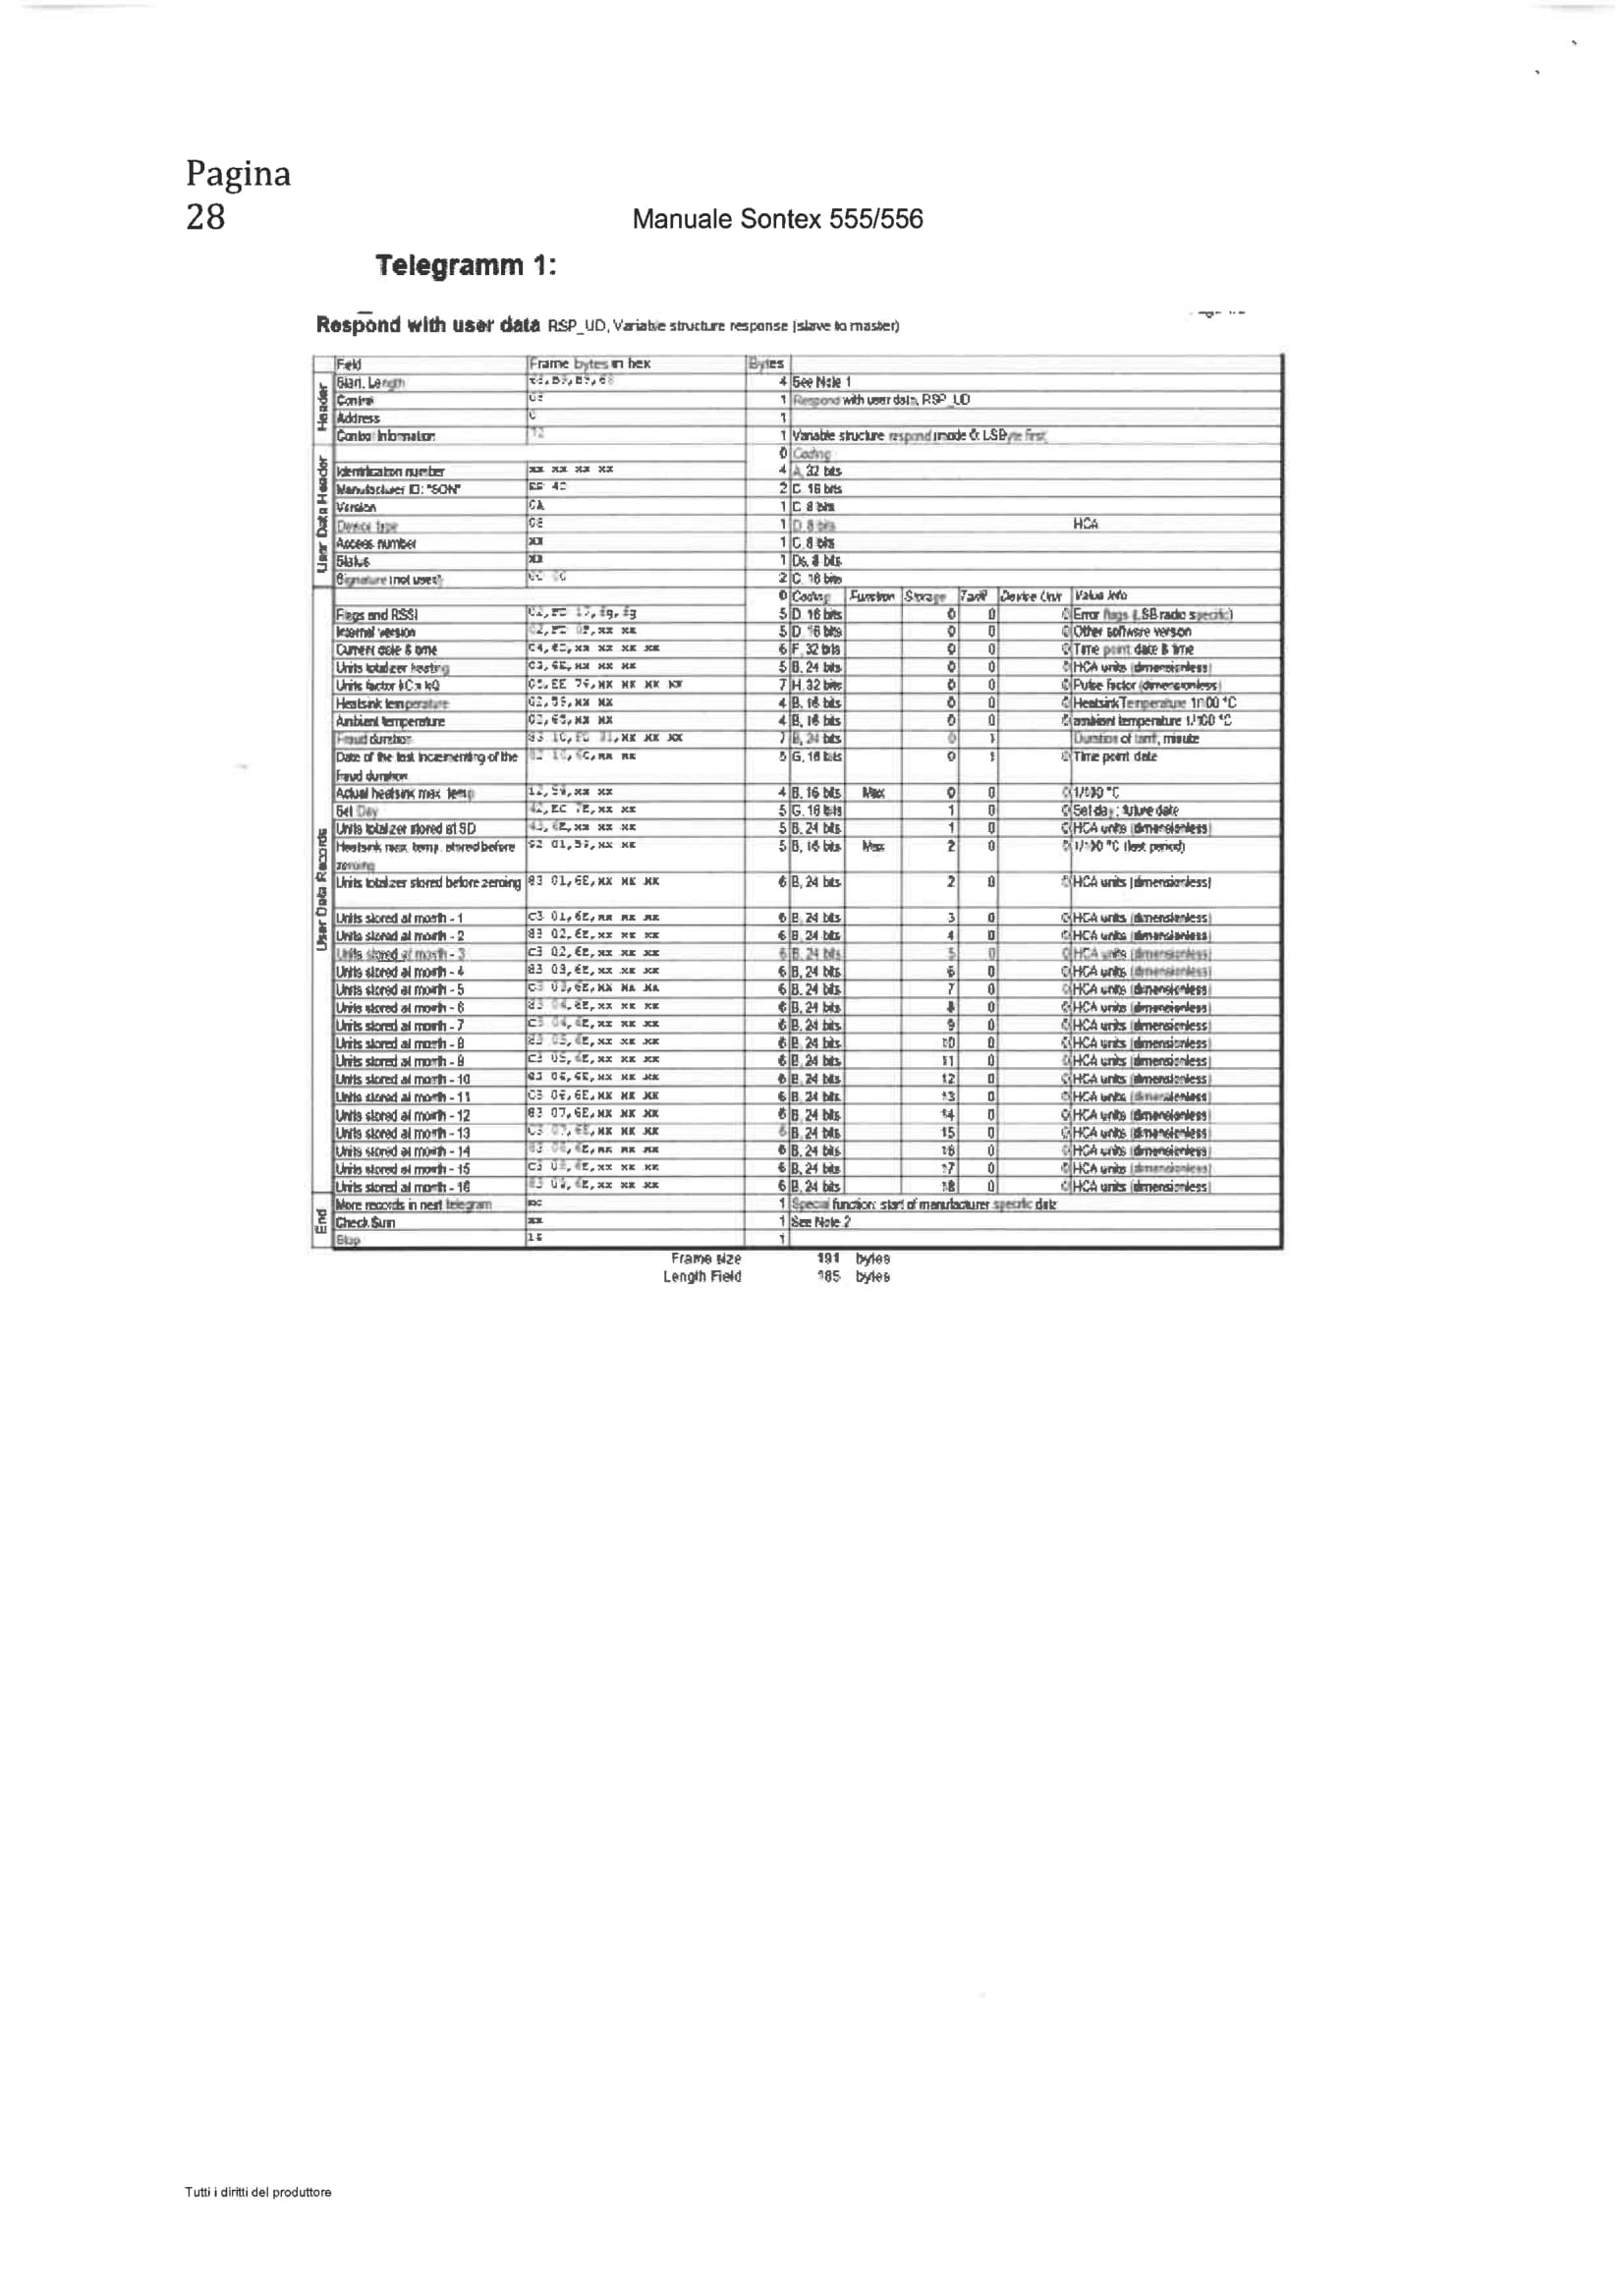 Pagina
28
Manuale Sontex 555/556
Telegramm 1:
Respond with user data RSP_UD, Variable structure response (slave to master)
Field Frame bytes in hex Bytes
Header
Start, Length 4 See Note 1
Control 1 Respond with user data, RSP_UD
Address 1
Control Information 72 1 Variable structure respond mode LSByte first
User Data Header
0 Coding
Identification number xx xx xx xx 4 A, 32 bits
Manufacturer ID: "SON" 2 C, 16 bits
Version 1 C, 8 bits
Device type 08 1 D, 8 bits HCA
Access number xx 1 C, 8 bits
Status xx 1 8 bits
Signature (not used) 00 00 2 C, 16 bits
User Data Records
0 Coding Function Storage Tariff Device Unit Value Info
Flags and RSSI 5 D 16 bits 0 0 0 Error flags
Internal version 5 D 16 bits 0 0 0 Other software version
Current date & time xx xx xx xx 6 F, 32 bits 0 0 0 Time point date & time
Units totalizer heating 03, 6E, xx xx xx 5 B, 24 bits 0 0 0 HCA units (dimensionless)
Units factor kC x kQ xx xx xx xx 7 H, 32 bits 0 0 0 Pulse factor (dimensionless)
Heatsink temperature xx xx 4 B, 16 bits 0 0 0 Heatsink Temperature 1/100 °C
Ambient temperature xx xx 4 B, 16 bits 0 0 0 ambient temperature 1/100 °C
Fraud duration xx xx xx 7 B, 24 bits 0 1 Duration of tariff, minute
Date of the last incrementing of the 5 G, 16 bits 0 1 0 Time point date
Fraud duration
Actual heatsink max. temp xx xx 4 B, 16 bits Max 0 0 0 1/100 °C
Set Day xx xx 5 G, 16 bits 1 0 0 Set day; future date
Units totalizer stored at SD xx xx xx 5 B, 24 bits 1 0 0 HCA units (dimensionless)
Heatsink max. temp. stored before xx xx 5 B, 16 bits Max 2 0 0 1/100 °C (last period)
zeroing
Units totalizer stored before zeroing 83 01, 6E, xx xx xx 6 B, 24 bits 2 0 0 HCA units (dimensionless)
Units stored at month - 1 C3 01, 6E, xx xx xx 6 B, 24 bits 3 0 0 HCA units (dimensionless)
Units stored at month - 2 83 02, 6E, xx xx xx 6 B, 24 bits 4 0 0 HCA units (dimensionless)
Units stored at month - 3 C3 02, 6E, xx xx xx 6 B, 24 bits 5 0 0 HCA units (dimensionless)
Units stored at month - 4 83 03, 6E, xx xx xx 6 B, 24 bits 6 0 0 HCA units (dimensionless)
Units stored at month - 5 C3 03, 6E, xx xx xx 6 B, 24 bits 7 0 0 HCA units (dimensionless)
Units stored at month - 6 83 04, 6E, xx xx xx 6 B, 24 bits 8 0 0 HCA units (dimensionless)
Units stored at month - 7 C3 04, 6E, xx xx xx 6 B, 24 bits 9 0 0 HCA units (dimensionless)
Units stored at month - 8 83 05, 6E, xx xx xx 6 B, 24 bits 10 0 0 HCA units (dimensionless)
Units stored at month - 9 C3 05, 6E, xx xx xx 6 B, 24 bits 11 0 0 HCA units (dimensionless)
Units stored at month - 10 83 06, 6E, xx xx xx 6 B, 24 bits 12 0 0 HCA units (dimensionless)
Units stored at month - 11 C3 06, 6E, xx xx xx 6 B, 24 bits 13 0 0 HCA units (dimensionless)
Units stored at month - 12 83 07, 6E, xx xx xx 6 B, 24 bits 14 0 0 HCA units (dimensionless)
Units stored at month - 13 C3 07, 6E, xx xx xx 6 B, 24 bits 15 0 0 HCA units (dimensionless)
Units stored at month - 14 83 08, 6E, xx xx xx 6 B, 24 bits 16 0 0 HCA units (dimensionless)
Units stored at month - 15 C3 08, 6E, xx xx xx 6 B, 24 bits 17 0 0 HCA units (dimensionless)
Units stored at month - 16 83 09, 6E, xx xx xx 6 B, 24 bits 18 0 0 HCA units (dimensionless)
End
More records in next telegram 1 Special function: start of manufacturer specific data
Check Sum xx 1 See Note 2
Stop 16 1
Frame size 191 bytes
Length Field 185 bytes
Tutti i diritti del produttore